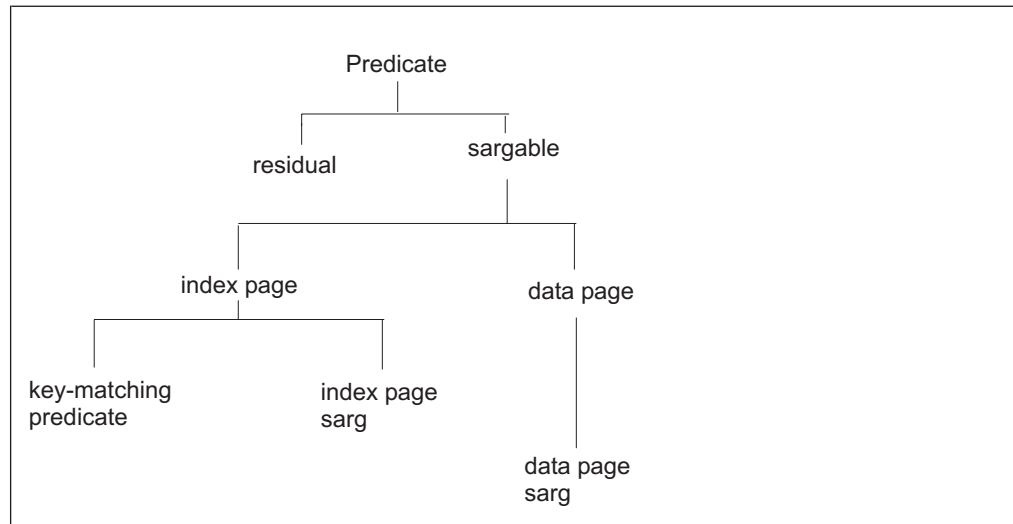 Predicate
residual
sargable
index page
data page
key-matching
predicate
index page
sarg
data page
sarg